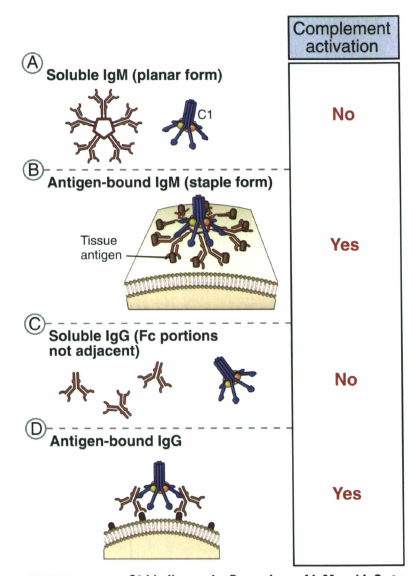 Complement
activation
A
Soluble IgM (planar form)
C1
No
B
Antigen-bound IgM (staple form)
Tissue
antigen
Yes
C
Soluble IgG (Fc portions
not adjacent)
No
D
Antigen-bound IgG
Yes